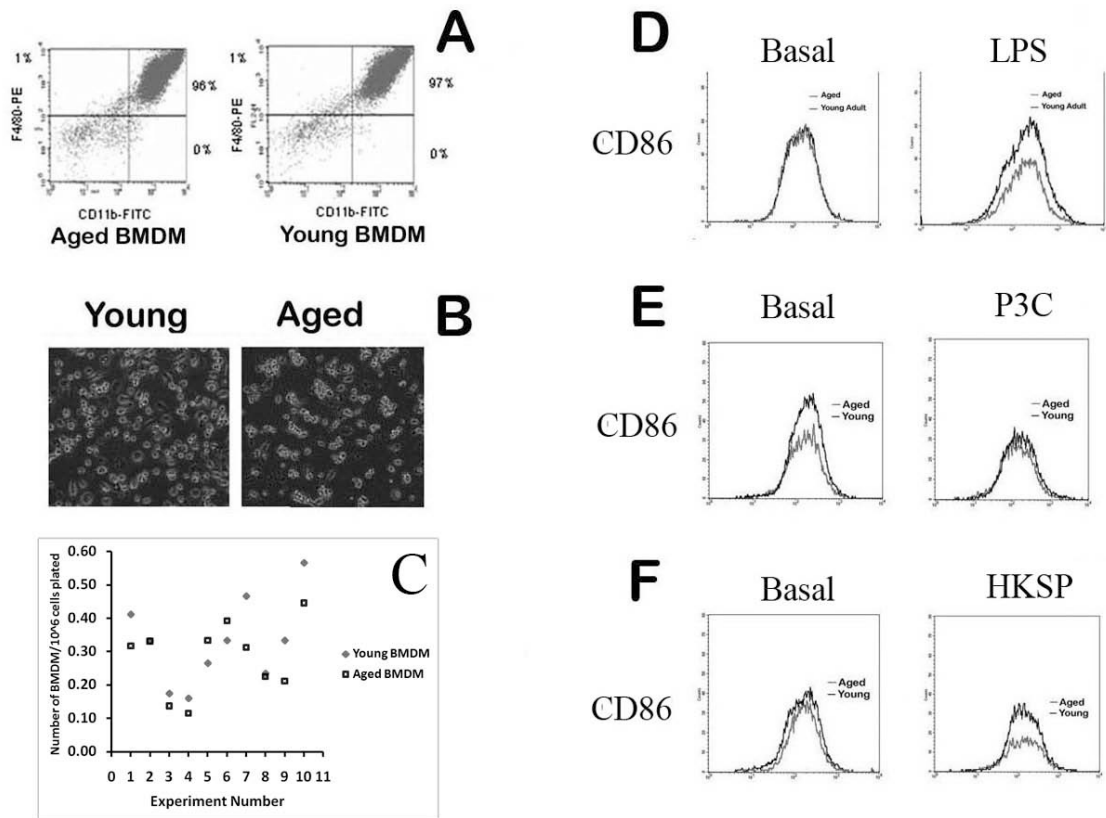 A
1%
96%
0%
F4/80-PE
CD11b-FITC
Aged BMDM
1%
97%
0%
F4/80-PE
CD11b-FITC
Young BMDM
B
Young
Aged
C
0.60
0.50
0.40
0.30
0.20
0.10
0.00
Number of BMDM/10^6 cells plated
0 1 2 3 4 5 6 7 8 9 10 11
Experiment Number
Young BMDM
Aged BMDM
D
Basal
LPS
CD86
Aged
Young Adult
Aged
Young Adult
E
Basal
P3C
CD86
Aged
Young
Aged
Young
F
Basal
HKSP
CD86
Aged
Young
Aged
Young